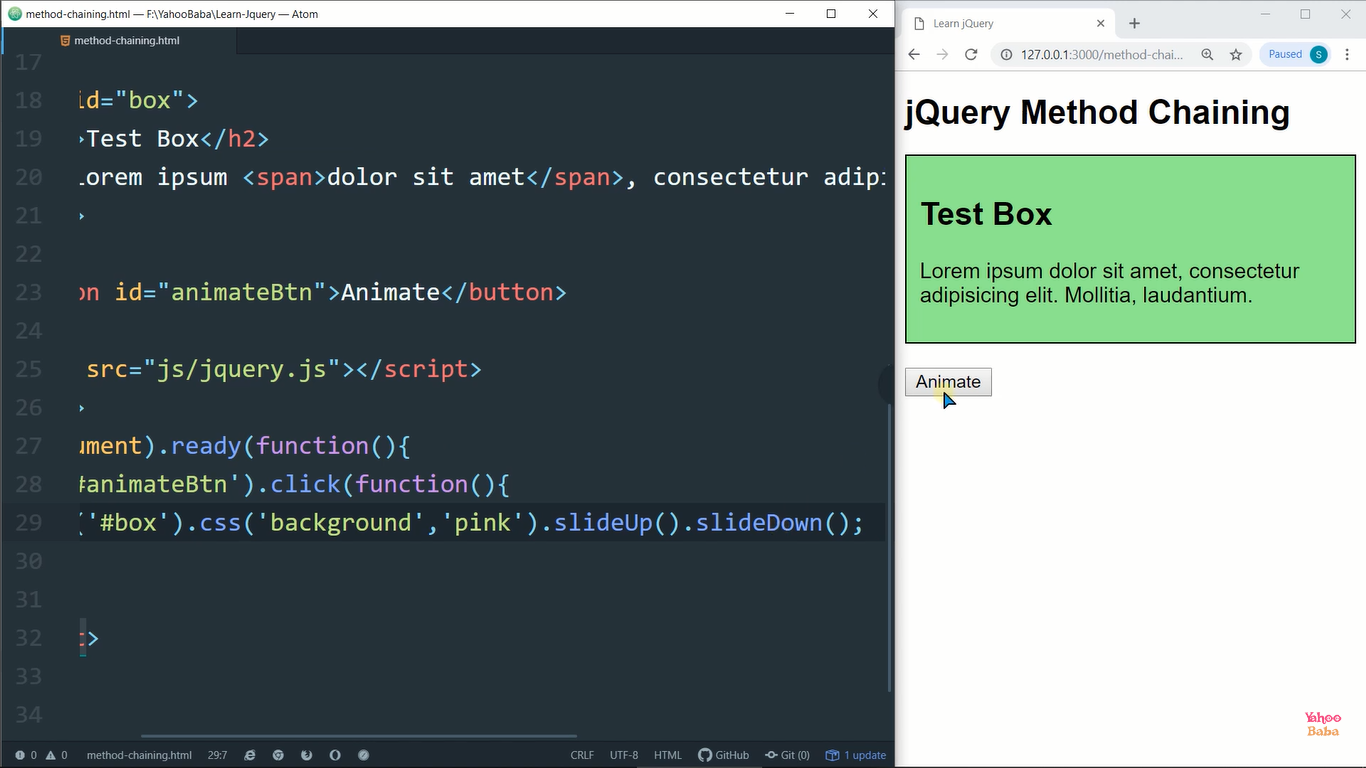 method-chaining.html — F:\YahooBaba\Learn-Jquery — Atom
method-chaining.html
17
18 id="box">
19 >Test Box</h2>
20 Lorem ipsum <span>dolor sit amet</span>, consectetur adipi
21 >
22
23 on id="animateBtn">Animate</button>
24
25 src="js/jquery.js"></script>
26 >
27 ument).ready(function(){
28 #animateBtn').click(function(){
29 ('#box').css('background','pink').slideUp().slideDown();
30
31
32 t>
33
34
0 0 method-chaining.html 29:7 CRLF UTF-8 HTML GitHub Git (0) 1 update
Learn jQuery
127.0.0.1:3000/method-chai... Paused S
jQuery Method Chaining
Test Box
Lorem ipsum dolor sit amet, consectetur
adipisicing elit. Mollitia, laudantium.
Animate
Yahoo
Baba